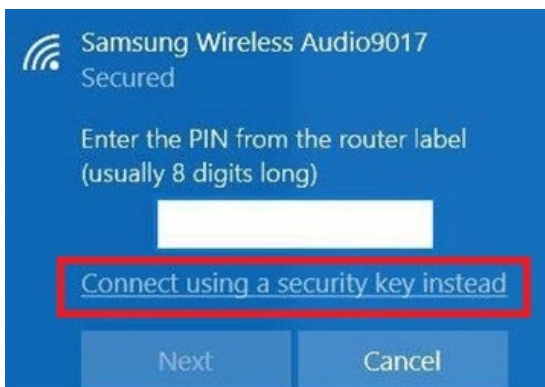 Samsung Wireless Audio9017
Secured
Enter the PIN from the router label
(usually 8 digits long)
Connect using a security key instead
Next
Cancel